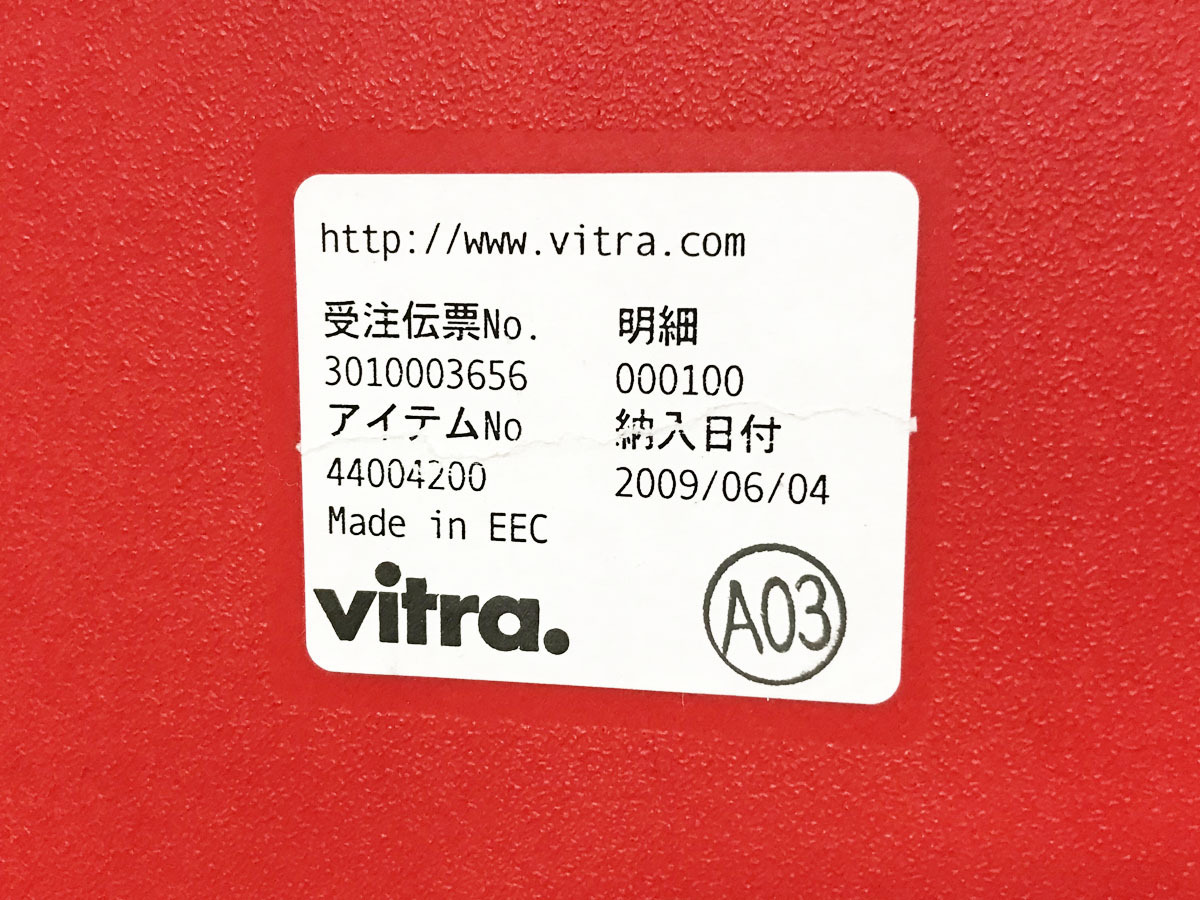 http://www.vitra.com
受注伝票No. 明細
3010003656 000100
アイテムNo 納入日付
44004200 2009/06/04
Made in EEC
vitra. A03